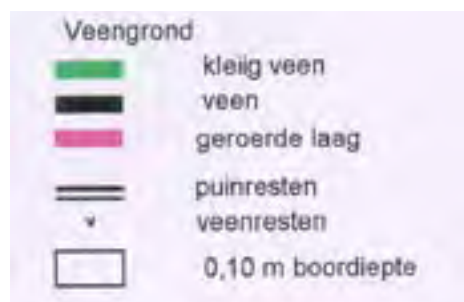 Veengrond
kleiig veen
veen
geroerde laag
puinresten
veenresten
0,10 m boordiepte